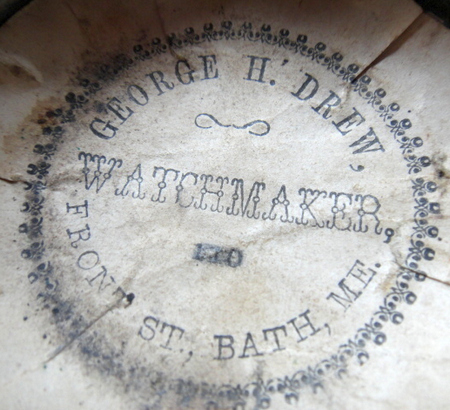 GEORGE H. DREW,
WATCHMAKER,
FRONT ST., BATH, ME.